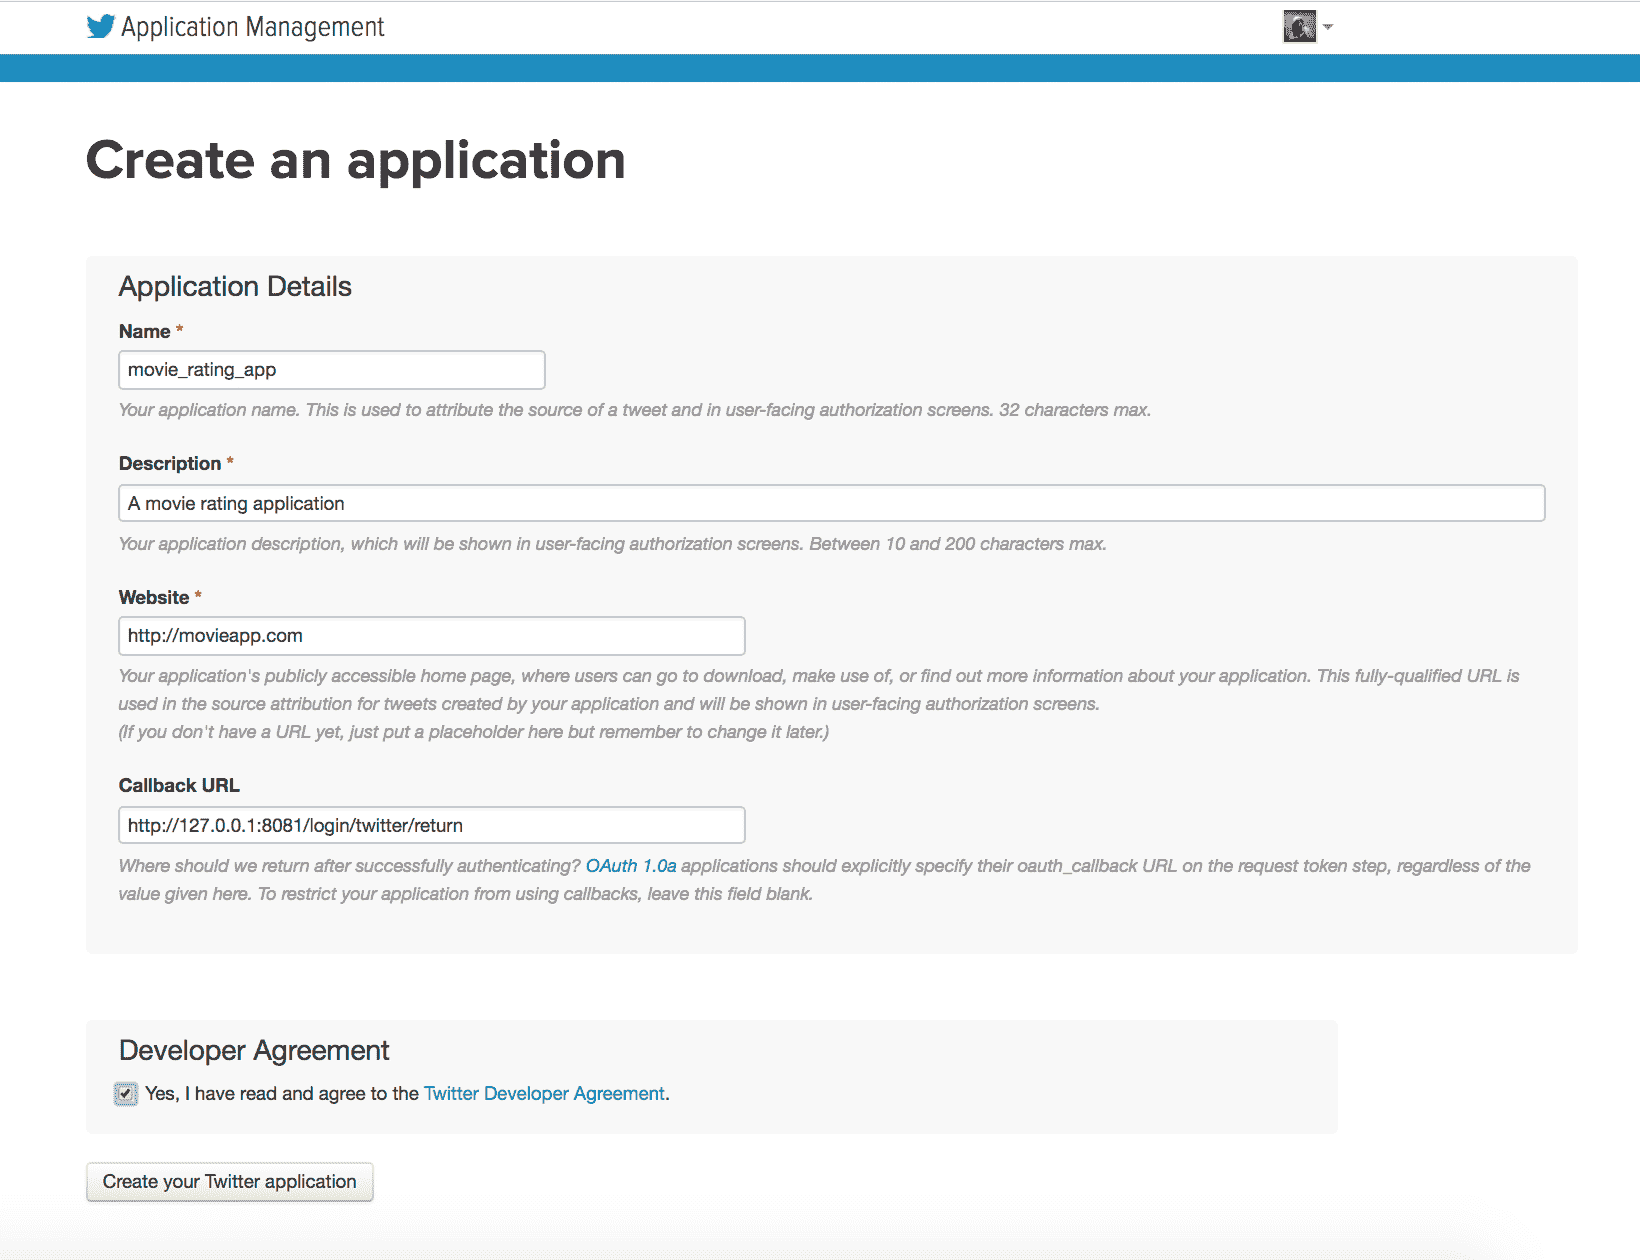 Application Management
Create an application
Application Details
Name *
movie_rating_app
Your application name. This is used to attribute the source of a tweet and in user-facing authorization screens. 32 characters max.
Description *
A movie rating application
Your application description, which will be shown in user-facing authorization screens. Between 10 and 200 characters max.
Website *
http://movieapp.com
Your application's publicly accessible home page, where users can go to download, make use of, or find out more information about your application. This fully-qualified URL is
used in the source attribution for tweets created by your application and will be shown in user-facing authorization screens.
(If you don't have a URL yet, just put a placeholder here but remember to change it later.)
Callback URL
http://127.0.0.1:8081/login/twitter/return
Where should we return after successfully authenticating? OAuth 1.0a applications should explicitly specify their oauth_callback URL on the request token step, regardless of the
value given here. To restrict your application from using callbacks, leave this field blank.
Developer Agreement
Yes, I have read and agree to the Twitter Developer Agreement.
Create your Twitter application